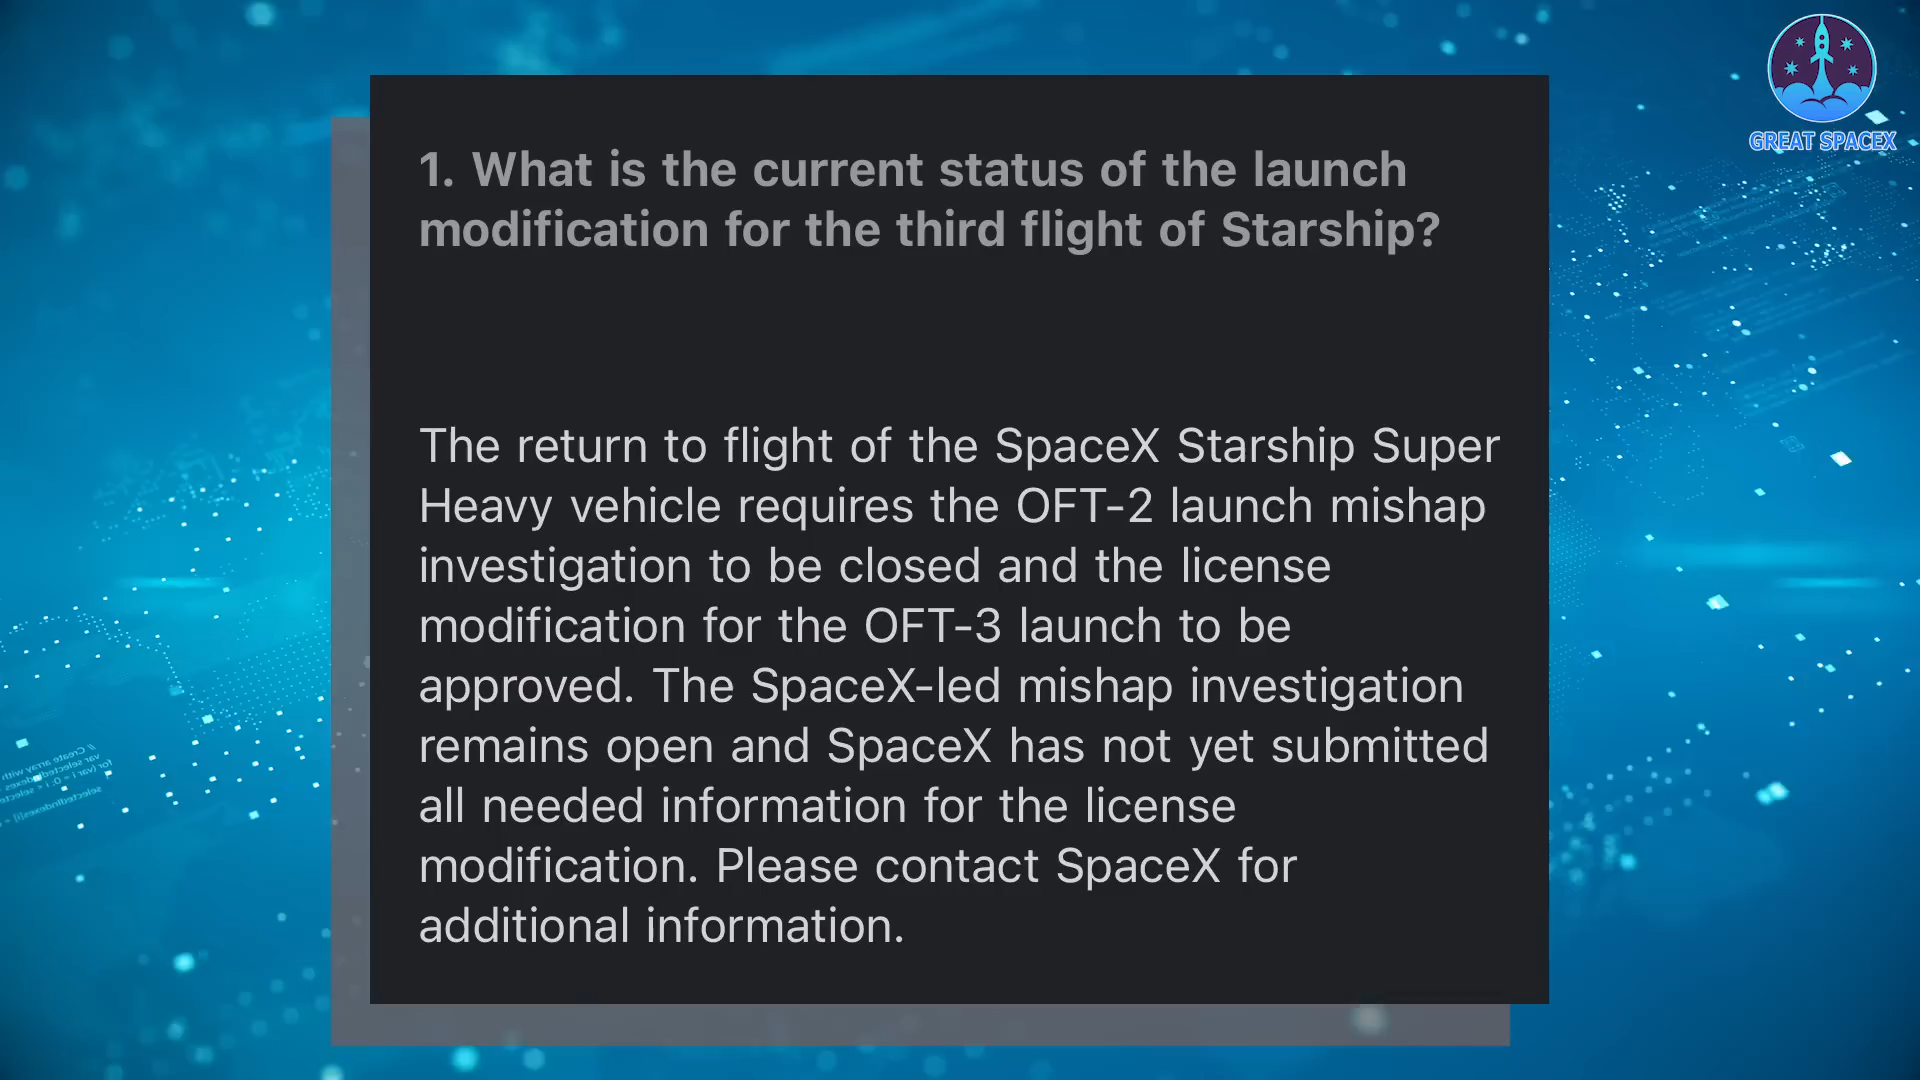 GREAT SPACEX
1. What is the current status of the launch
modification for the third flight of Starship?
The return to flight of the SpaceX Starship Super
Heavy vehicle requires the OFT-2 launch mishap
investigation to be closed and the license
modification for the OFT-3 launch to be
approved. The SpaceX-led mishap investigation
remains open and SpaceX has not yet submitted
all needed information for the license
modification. Please contact SpaceX for
additional information.